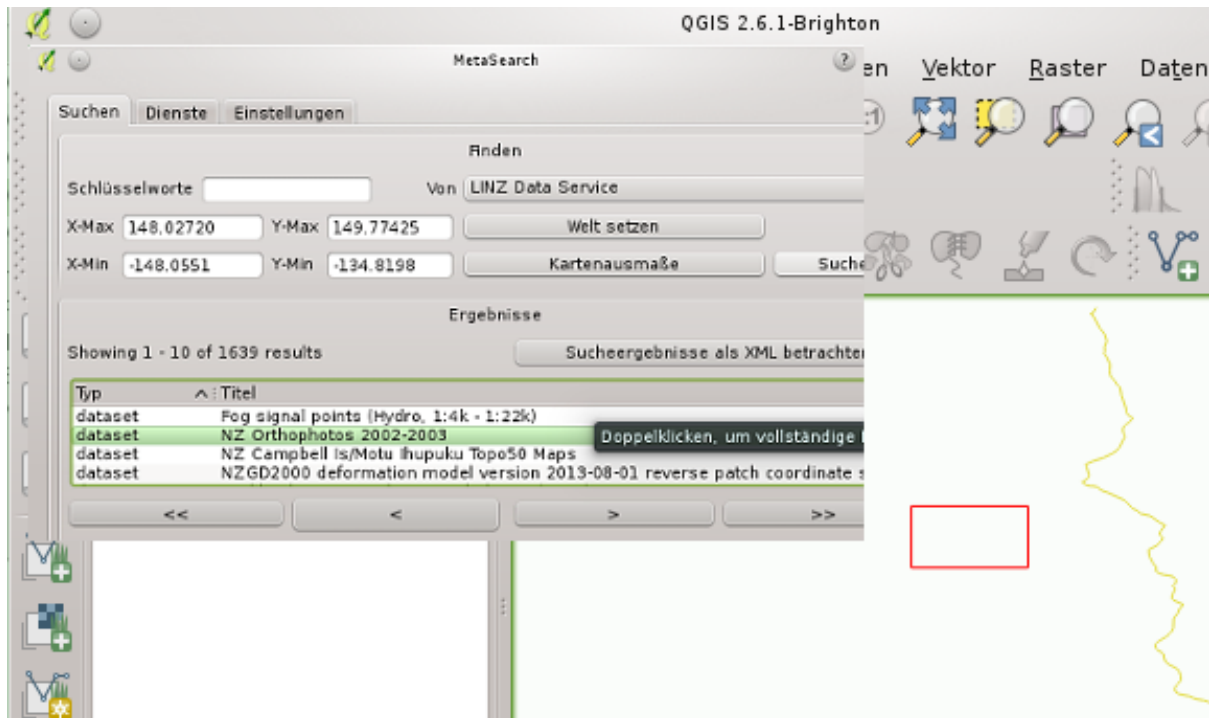 QGIS 2.6.1-Brighton
MetaSearch
?
en Vektor Raster Daten
Suchen Dienste Einstellungen
:1
Finden
Schlüsselworte Von LINZ Data Service
X-Max 148.02720 Y-Max 149.77425 Welt setzen
X-Min -148.0551 Y-Min -134.8198 Kartenausmaße Suche
Ergebnisse
Showing 1 - 10 of 1639 results Sucheergebnisse als XML betrachten
Typ Titel
dataset Fog signal points (Hydro, 1:4k - 1:22k)
dataset NZ Orthophotos 2002-2003
Doppelklicken, um vollständige
dataset NZ Campbell Is/Motu Ihupuku Topo50 Maps
dataset NZGD2000 deformation model version 2013-08-01 reverse patch coordinate
<< < > >>